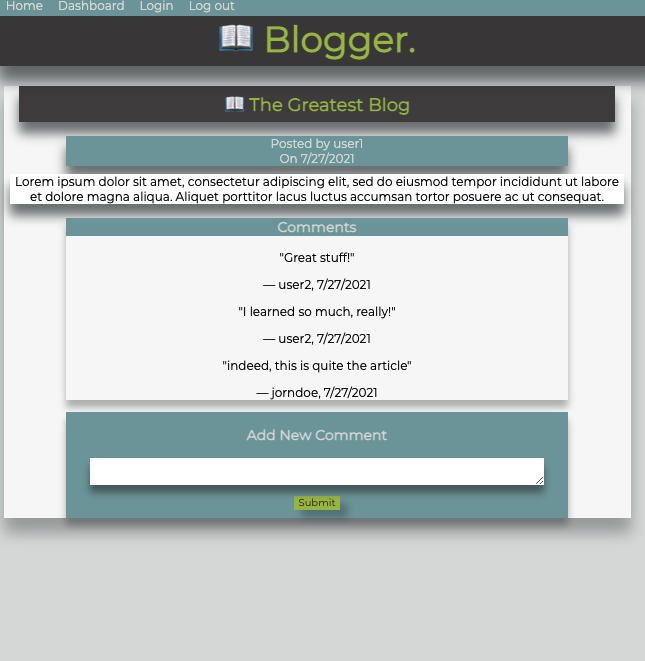 Home Dashboard Login Log out
Blogger.
The Greatest Blog
Posted by user1
On 7/27/2021
Lorem ipsum dolor sit amet, consectetur adipiscing elit, sed do eiusmod tempor incididunt ut labore
et dolore magna aliqua. Aliquet porttitor lacus luctus accumsan tortor posuere ac ut consequat.
Comments
"Great stuff!"
— user2, 7/27/2021
"I learned so much, really!"
— user2, 7/27/2021
"indeed, this is quite the article"
— jorndoe, 7/27/2021
Add New Comment
Submit